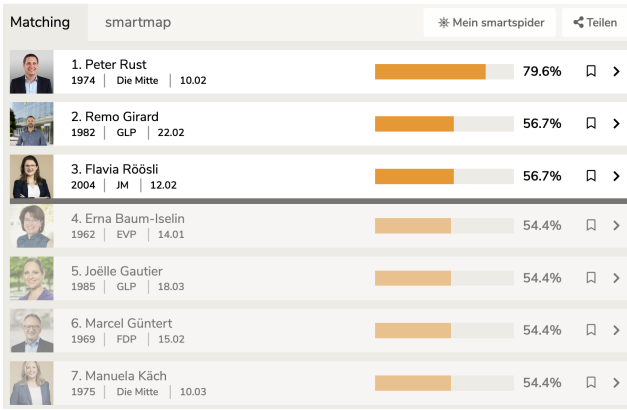 Matching
smartmap
Mein smartspider
Teilen
1. Peter Rust
1974 | Die Mitte | 10.02
79.6%
2. Remo Girard
1982 | GLP | 22.02
56.7%
3. Flavia Röösli
2004 | JM | 12.02
56.7%
4. Erna Baum-Iselin
1962 | EVP | 14.01
54.4%
5. Joëlle Gautier
1985 | GLP | 18.03
54.4%
6. Marcel Güntert
1969 | FDP | 15.02
54.4%
7. Manuela Käch
1975 | Die Mitte | 10.03
54.4%